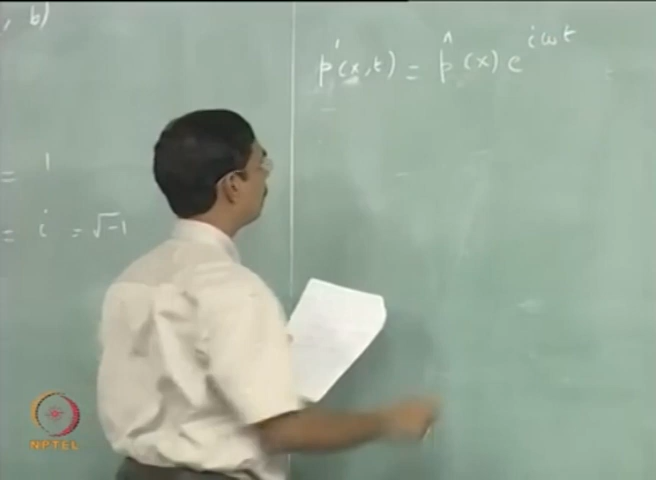 , b)
= 1
= i = √-1
p'(x,t) = p̂(x) e^{iωt}
NPTEL